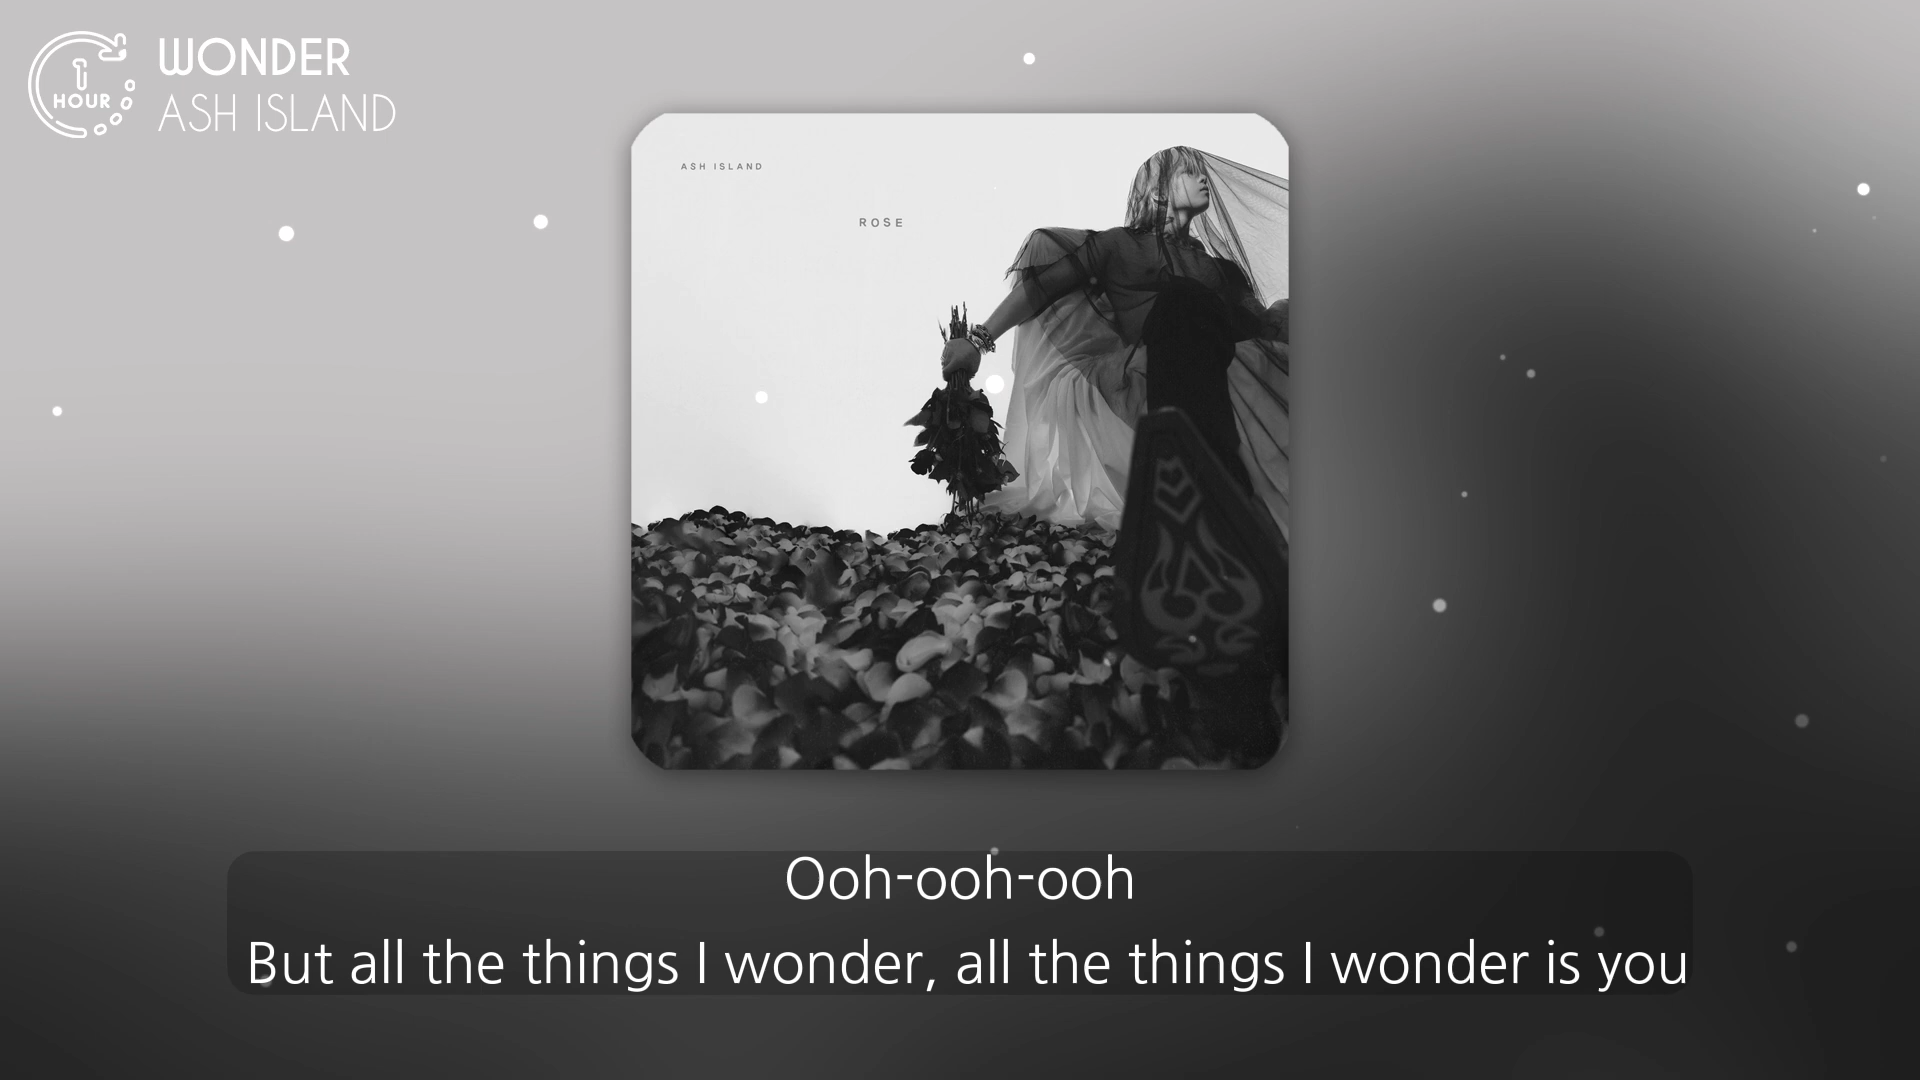 1
HOUR
WONDER
ASH ISLAND
ASH ISLAND
ROSE
Ooh-ooh-ooh
But all the things I wonder, all the things I wonder is you